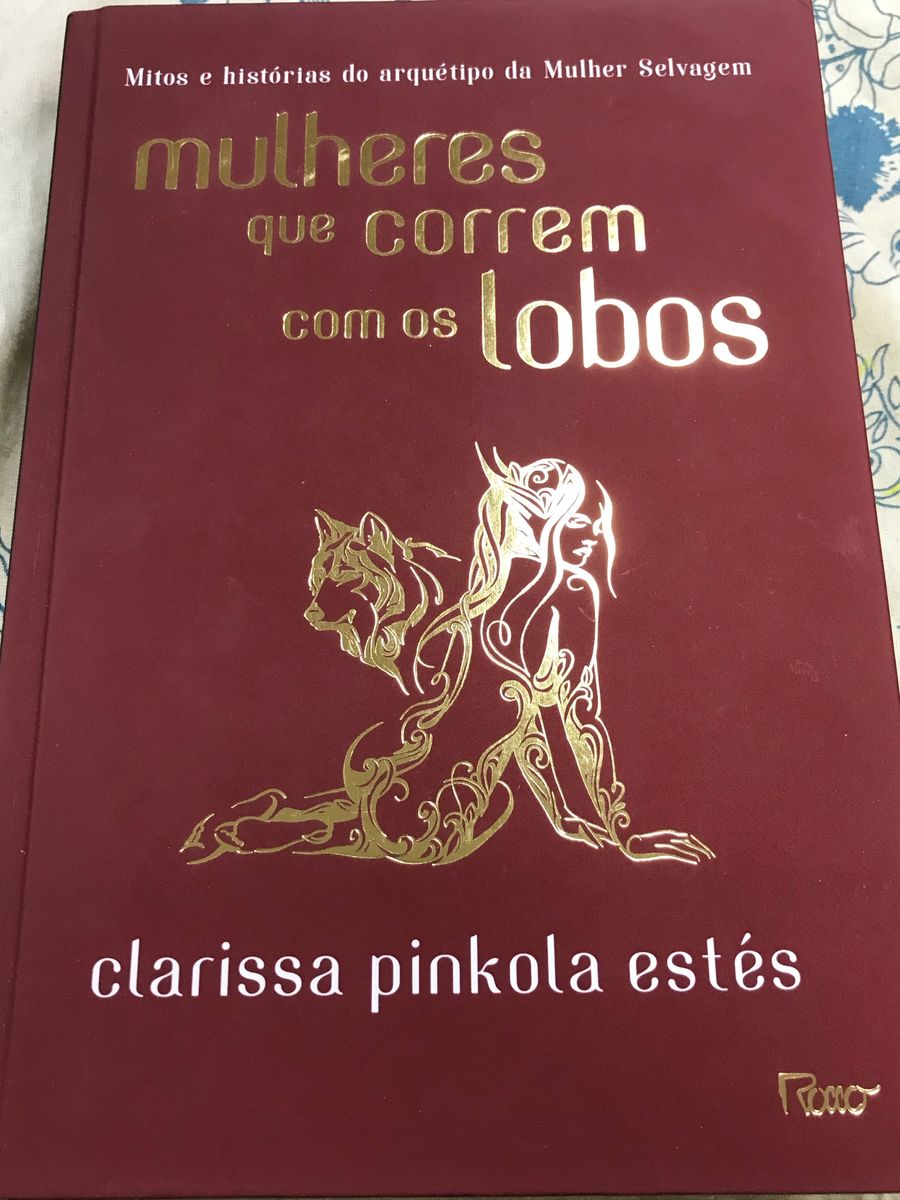 Mitos e histórias do arquétipo da Mulher Selvagem
mulheres
que correm
com os lobos
clarissa pinkola estés
Rocco